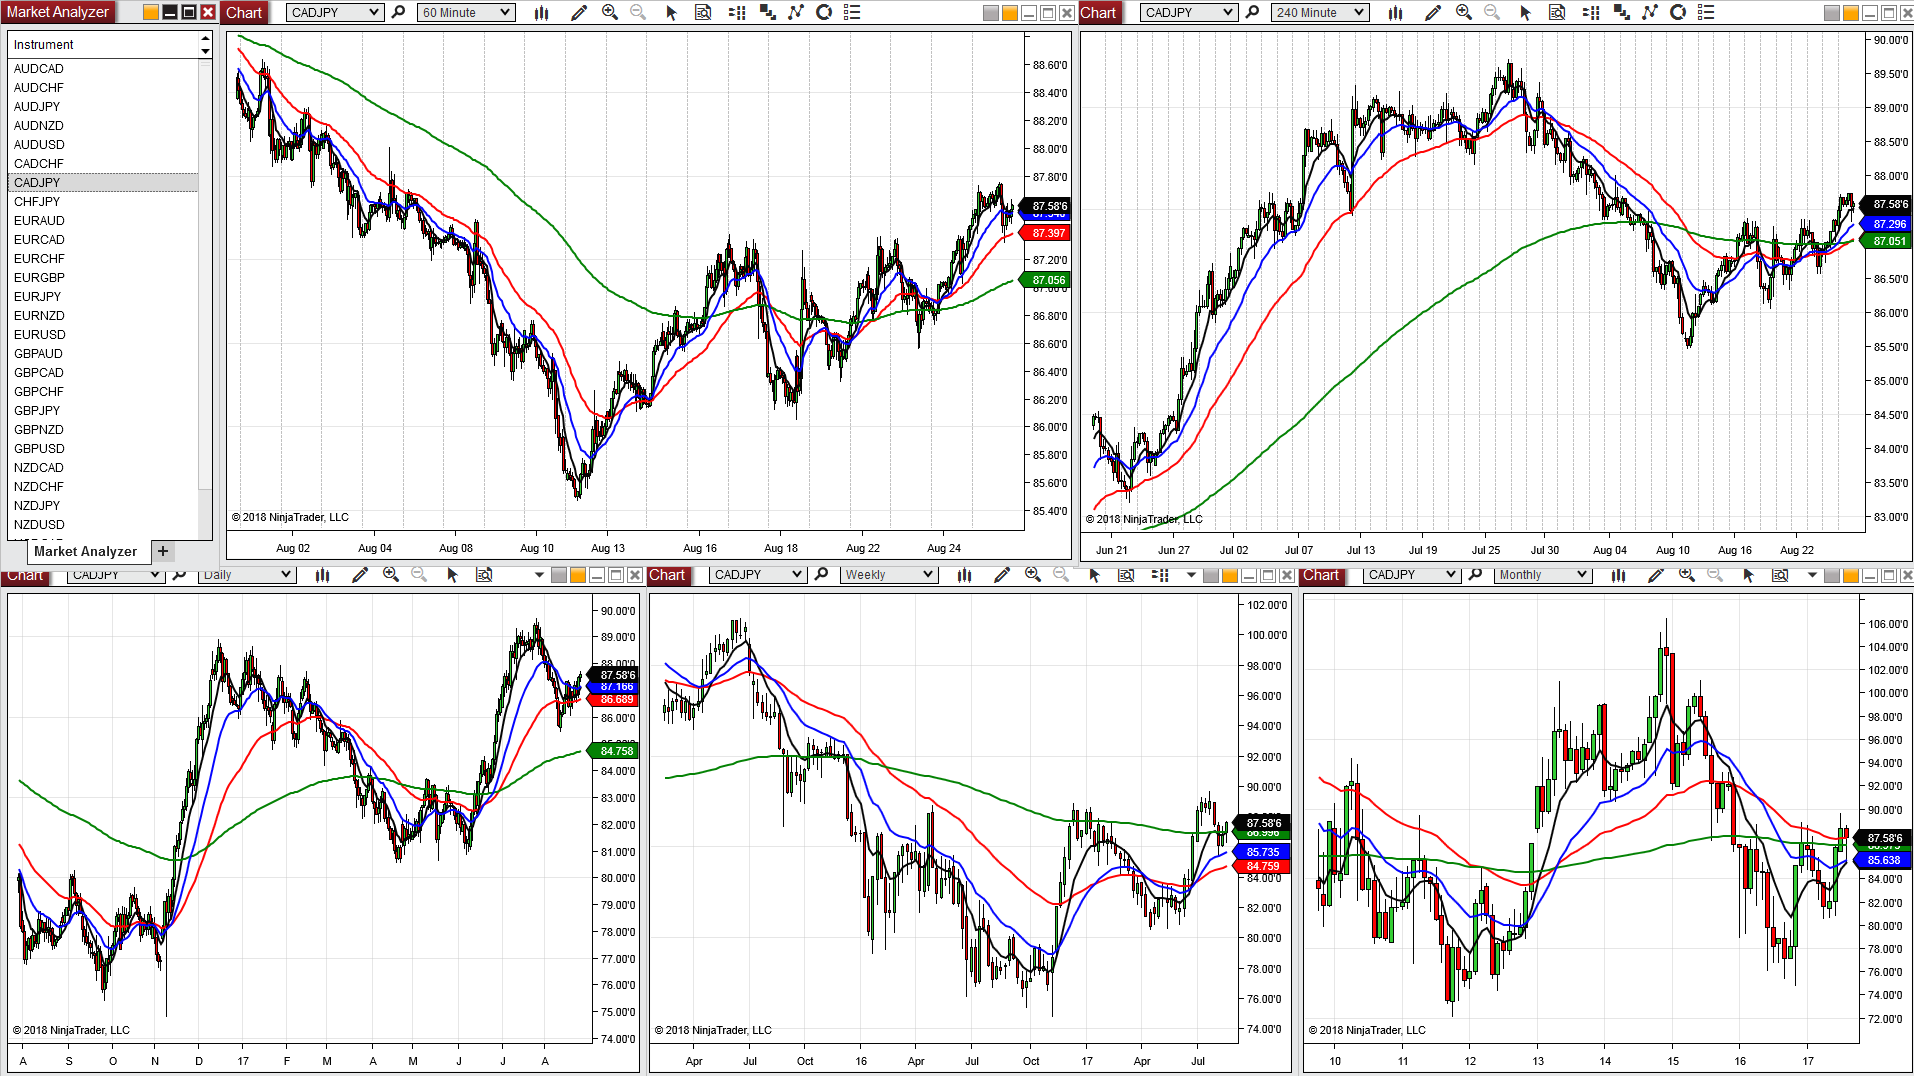 Market Analyzer
Instrument
AUDCAD
AUDCHF
AUDJPY
AUDNZD
AUDUSD
CADCHF
CADJPY
CHFJPY
EURAUD
EURCAD
EURCHF
EURGBP
EURJPY
EURNZD
EURUSD
GBPAUD
GBPCAD
GBPCHF
GBPJPY
GBPNZD
GBPUSD
NZDCAD
NZDCHF
NZDJPY
NZDUSD
Market Analyzer +
Chart CADJPY 60 Minute
88.60'0
88.40'0
88.20'0
88.00'0
87.80'0
87.58'6
87.397
87.20'0
87.056
87.00'0
86.80'0
86.60'0
86.40'0
86.20'0
86.00'0
85.80'0
85.60'0
85.40'0
© 2018 NinjaTrader, LLC
Aug 02 Aug 04 Aug 08 Aug 10 Aug 13 Aug 16 Aug 18 Aug 22 Aug 24
Chart CADJPY 240 Minute
90.00'0
89.50'0
89.00'0
88.50'0
88.00'0
87.58'6
87.296
87.051
86.50'0
86.00'0
85.50'0
85.00'0
84.50'0
84.00'0
83.50'0
83.00'0
© 2018 NinjaTrader, LLC
Jun 21 Jun 27 Jul 02 Jul 07 Jul 13 Jul 19 Jul 25 Jul 30 Aug 04 Aug 10 Aug 16 Aug 22
Chart CADJPY Daily
90.00'0
89.00'0
88.00'0
87.58'6
87.166
86.689
86.00'0
84.758
84.00'0
83.00'0
82.00'0
81.00'0
80.00'0
79.00'0
78.00'0
77.00'0
76.00'0
75.00'0
74.00'0
© 2018 NinjaTrader, LLC
A S O N D 17 F M A M J J A
Chart CADJPY Weekly
102.00'0
100.00'0
98.00'0
96.00'0
94.00'0
92.00'0
90.00'0
87.58'6
86.996
85.735
84.759
84.00'0
82.00'0
80.00'0
78.00'0
76.00'0
74.00'0
© 2018 NinjaTrader, LLC
Apr Jul Oct 16 Apr Jul Oct 17 Apr Jul
Chart CADJPY Monthly
106.00'0
104.00'0
102.00'0
100.00'0
98.00'0
96.00'0
94.00'0
92.00'0
90.00'0
87.58'6
85.638
84.00'0
82.00'0
80.00'0
78.00'0
76.00'0
74.00'0
72.00'0
© 2018 NinjaTrader, LLC
10 11 12 13 14 15 16 17